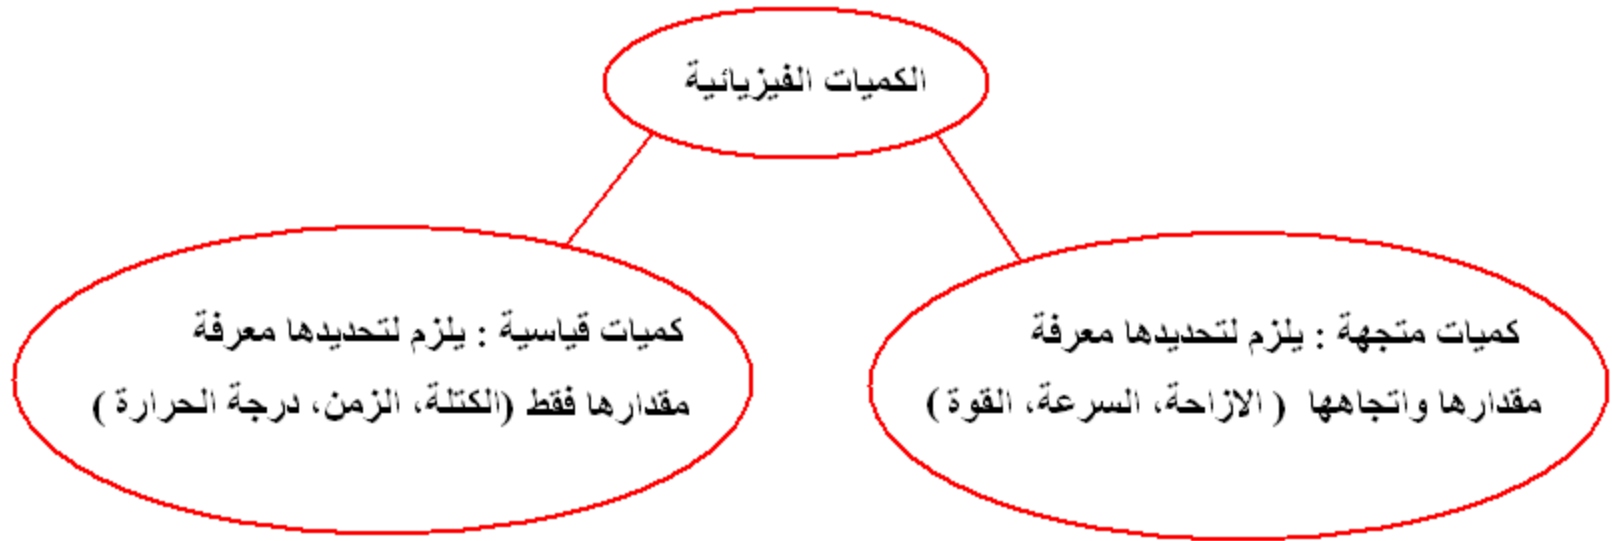 الكميات الفيزيائية
كميات متجهة : يلزم لتحديدها معرفة
مقدارها واتجاهها ( الازاحة، السرعة، القوة )
كميات قياسية : يلزم لتحديدها معرفة
مقدارها فقط (الكتلة، الزمن، درجة الحرارة )